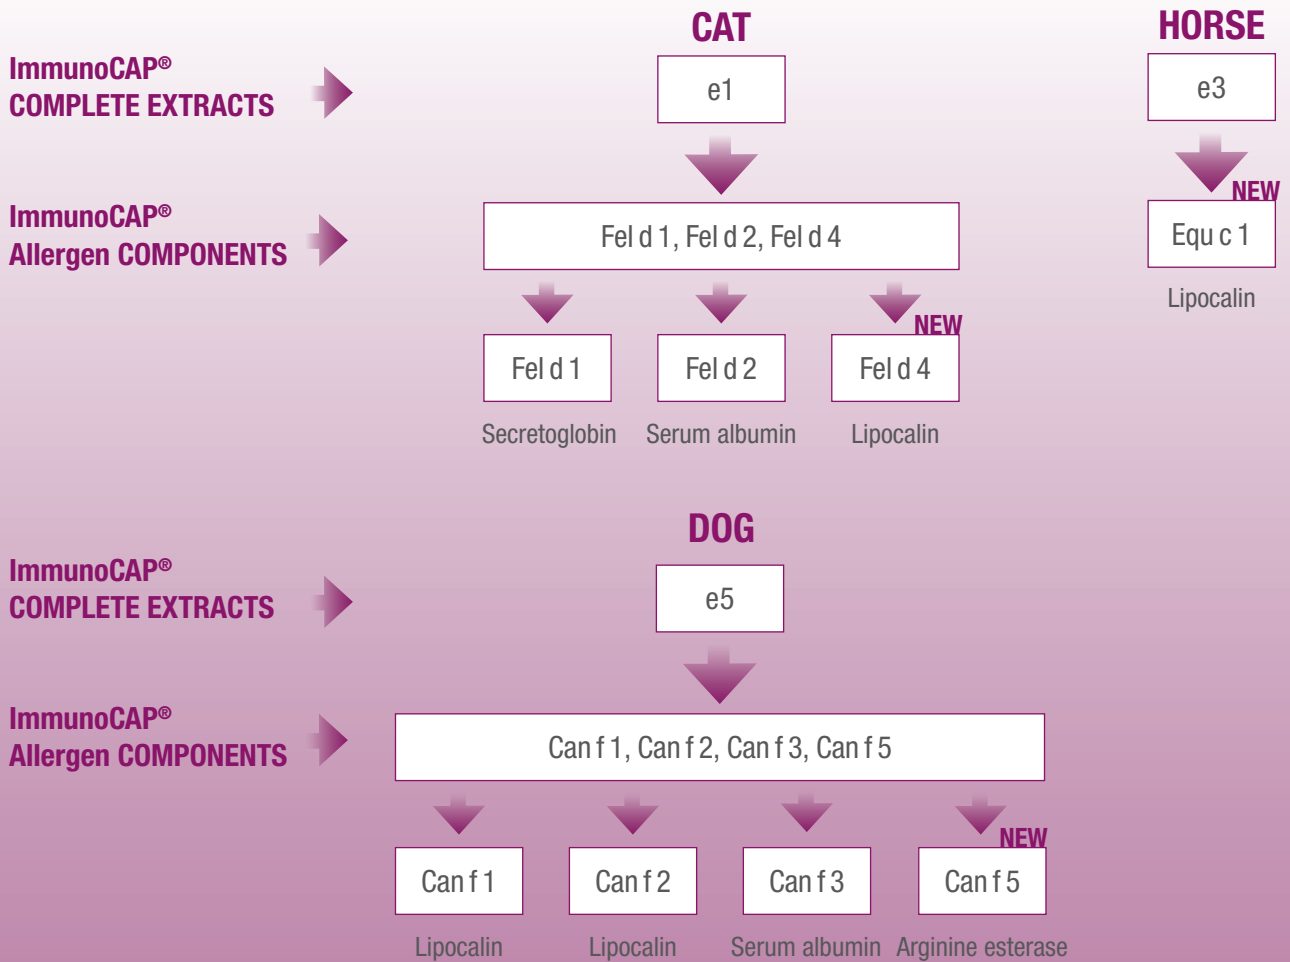 CAT
HORSE
ImmunoCAP®
COMPLETE EXTRACTS
e1
e3
NEW
ImmunoCAP®
Allergen COMPONENTS
Fel d 1, Fel d 2, Fel d 4
Equ c 1
Lipocalin
NEW
Fel d 1
Fel d 2
Fel d 4
Secretoglobin
Serum albumin
Lipocalin
DOG
ImmunoCAP®
COMPLETE EXTRACTS
e5
ImmunoCAP®
Allergen COMPONENTS
Can f 1, Can f 2, Can f 3, Can f 5
NEW
Can f 1
Can f 2
Can f 3
Can f 5
Lipocalin
Lipocalin
Serum albumin
Arginine esterase